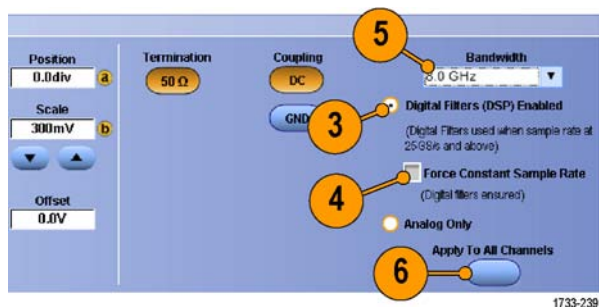 Position
0.0div
a
Scale
300mV
b
Offset
0.0V
Termination
50 Ω
Coupling
DC
GND
5
Bandwidth
8.0 GHz
3
Digital Filters (DSP) Enabled
(Digital Filters used when sample rate at
25GS/s and above)
4
Force Constant Sample Rate
(Digital filters ensured)
Analog Only
Apply To All Channels
6
1733-239